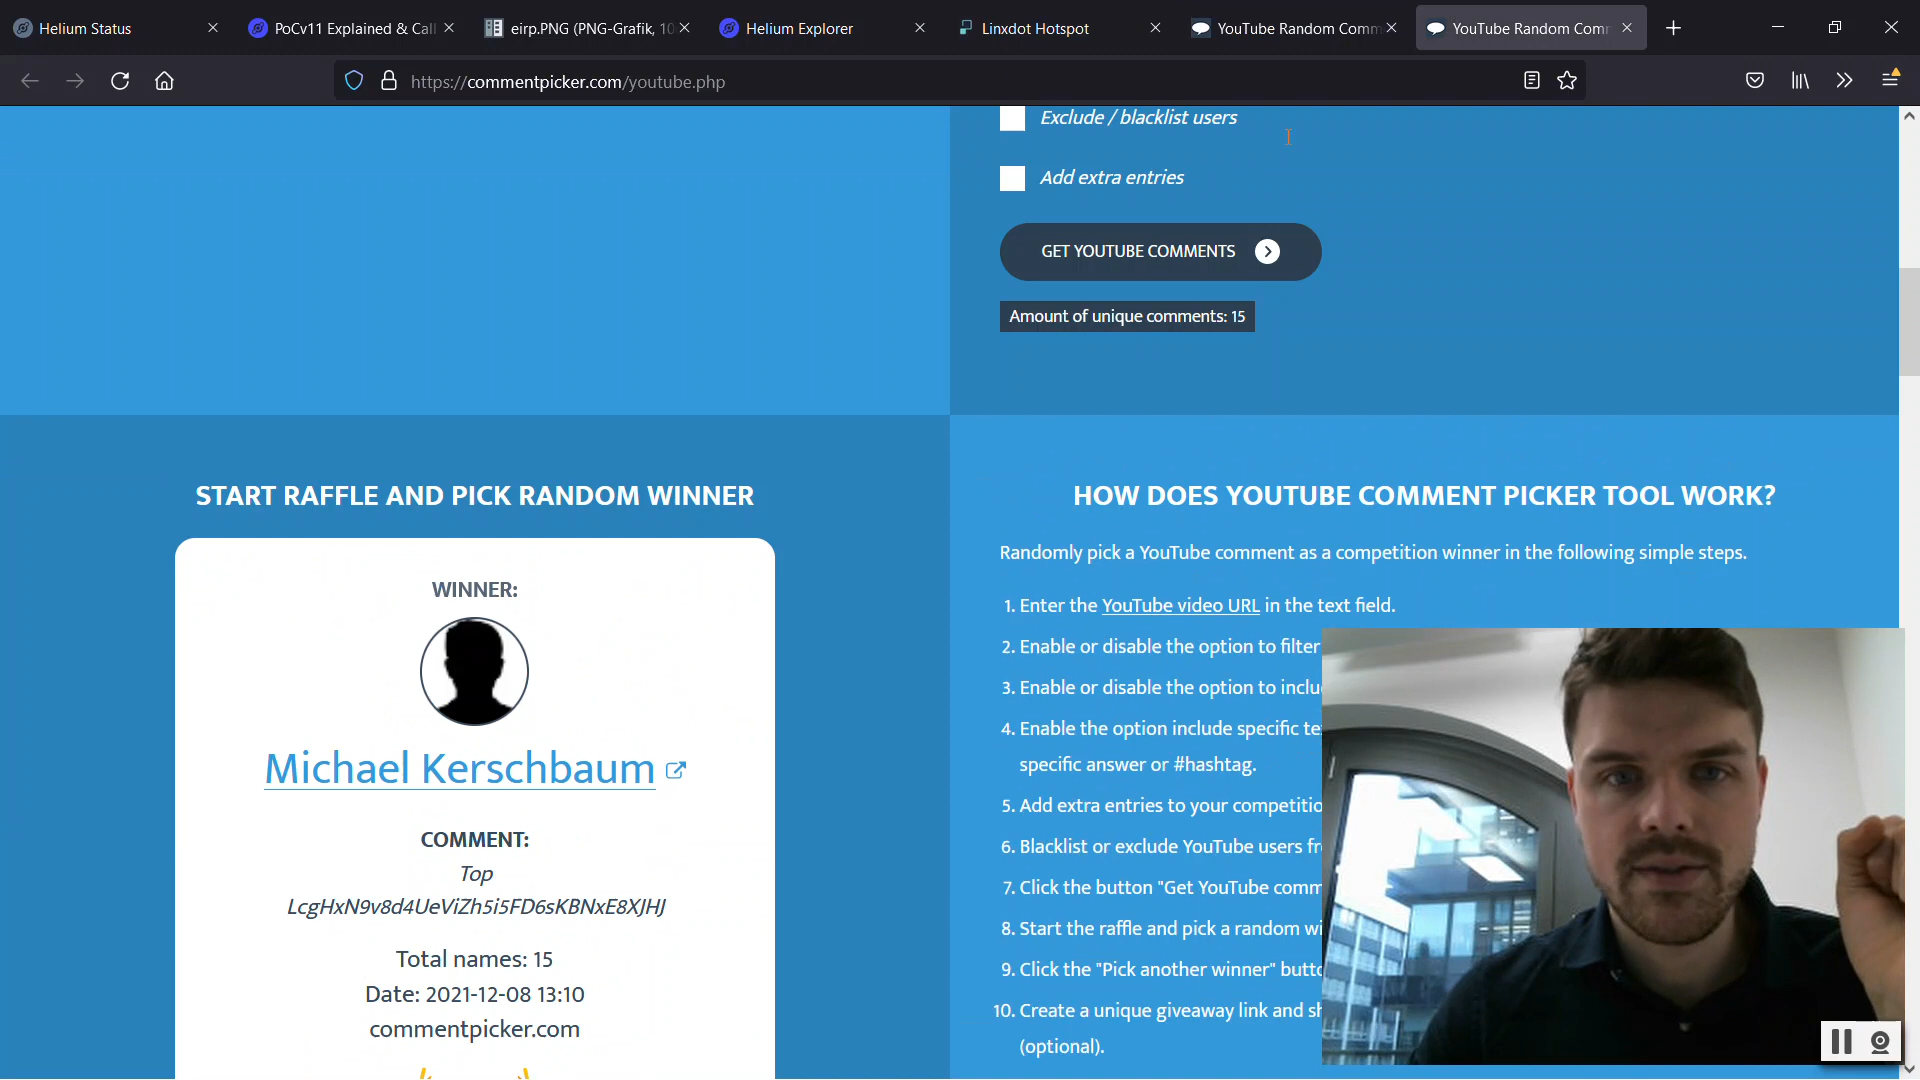 Helium Status
PoCv11 Explained & Call
eirp.PNG (PNG-Grafik, 10
Helium Explorer
Linxdot Hotspot
YouTube Random Comm
YouTube Random Comm
https://commentpicker.com/youtube.php
Exclude / blacklist users
Add extra entries
GET YOUTUBE COMMENTS
Amount of unique comments: 15
START RAFFLE AND PICK RANDOM WINNER
WINNER:
Michael Kerschbaum
COMMENT:
Top
LcgHxN9v8d4UeViZh5i5FD6sKBNxE8XJHJ
Total names: 15
Date: 2021-12-08 13:10
commentpicker.com
HOW DOES YOUTUBE COMMENT PICKER TOOL WORK?
Randomly pick a YouTube comment as a competition winner in the following simple steps.
1. Enter the YouTube video URL in the text field.
2. Enable or disable the option to filter
3. Enable or disable the option to inclu
4. Enable the option include specific te
specific answer or #hashtag.
5. Add extra entries to your competitio
6. Blacklist or exclude YouTube users fr
7. Click the button "Get YouTube comm
8. Start the raffle and pick a random wi
9. Click the "Pick another winner" butto
10. Create a unique giveaway link and sh
(optional).